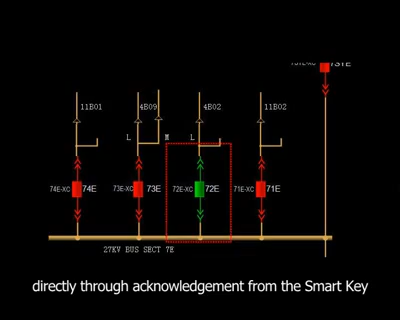 731E
11B01
4B09
4B02
11B02
L
M
L
74E-XC
74E
73E-XC
73E
72E-XC
72E
71E-XC
71E
27KV BUS SECT 7E
directly through acknowledgement from the Smart Key